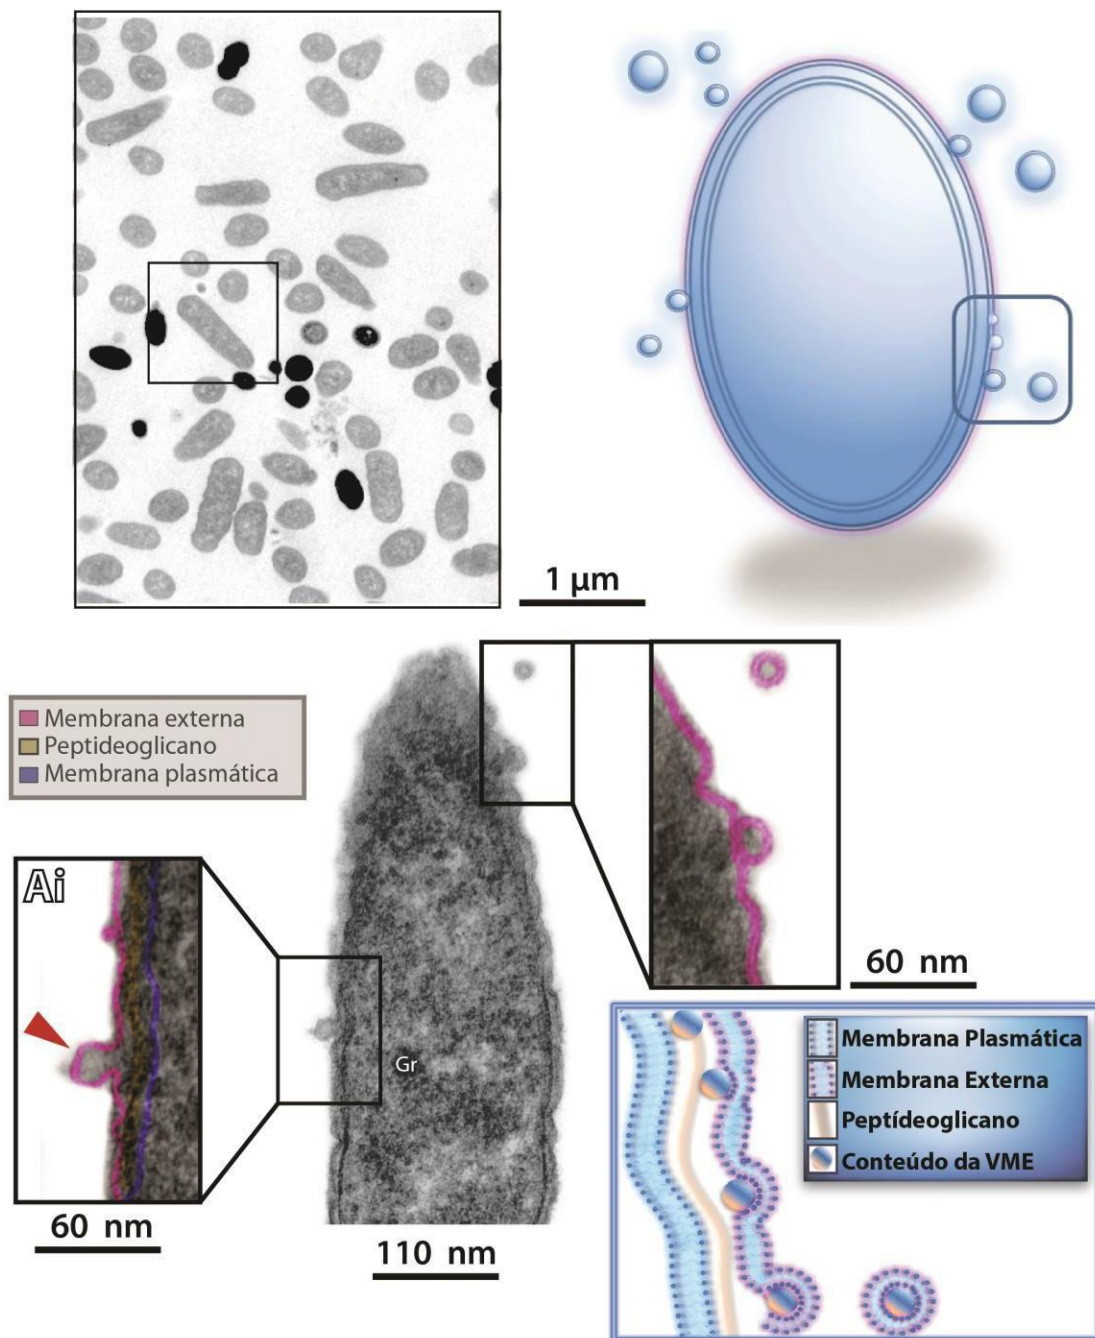 1 µm
Membrana externa
Peptideoglicano
Membrana plasmática
Ai
60 nm
Gr
60 nm
110 nm
Membrana Plasmática
Membrana Externa
Peptídeoglicano
Conteúdo da VME